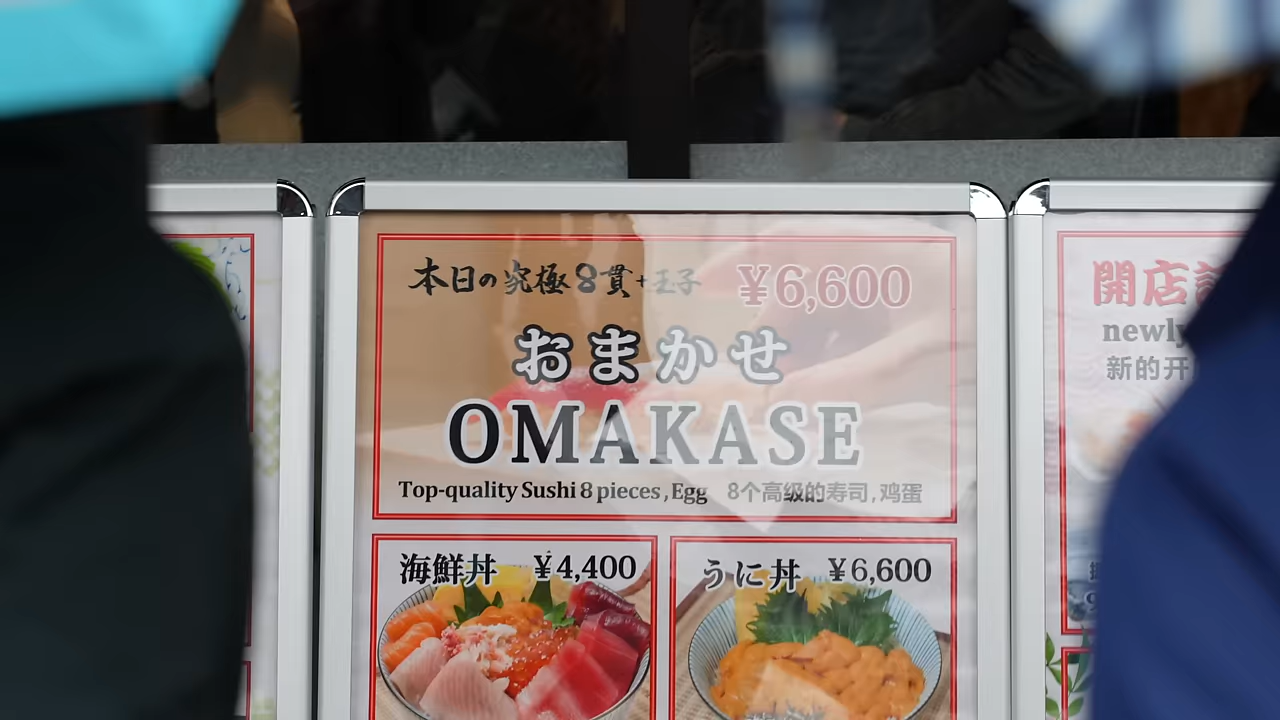 本日の究極8貫+玉子 ¥6,600
おまかせ
OMAKASE
Top-quality Sushi 8 pieces, Egg 8个高级的寿司,鸡蛋
海鮮丼 ¥4,400
うに丼 ¥6,600
開店
newly
新的开